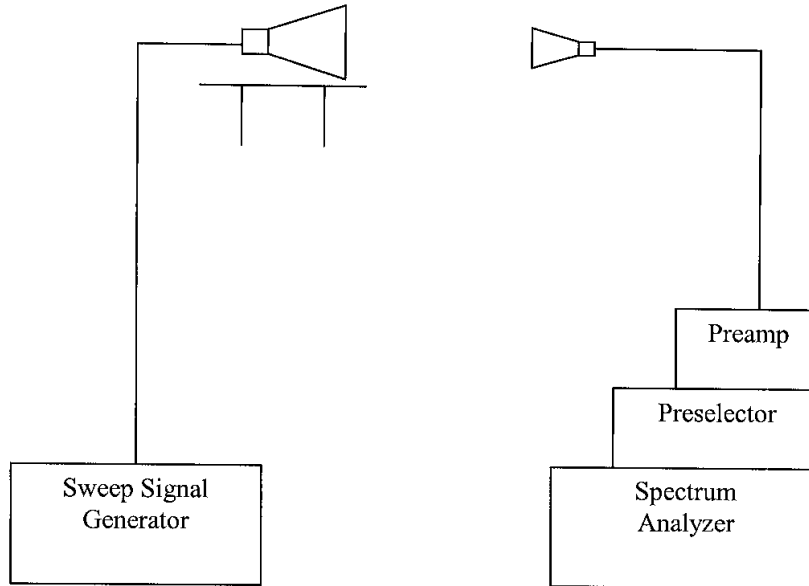 Preamp
Preselector
Sweep Signal
Generator
Spectrum
Analyzer